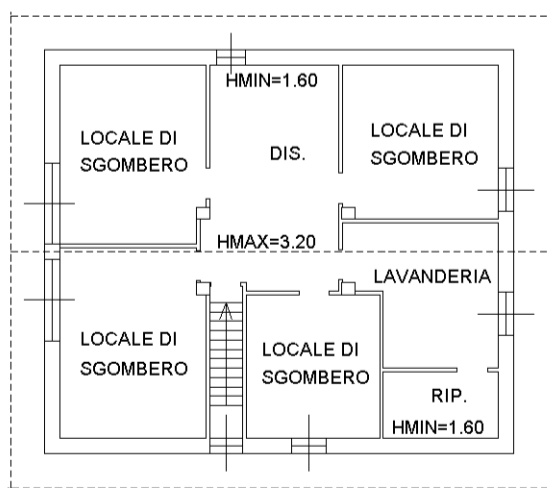 HMIN=1.60
LOCALE DI
SGOMBERO
DIS.
LOCALE DI
SGOMBERO
HMAX=3.20
LAVANDERIA
LOCALE DI
SGOMBERO
LOCALE DI
SGOMBERO
RIP.
HMIN=1.60